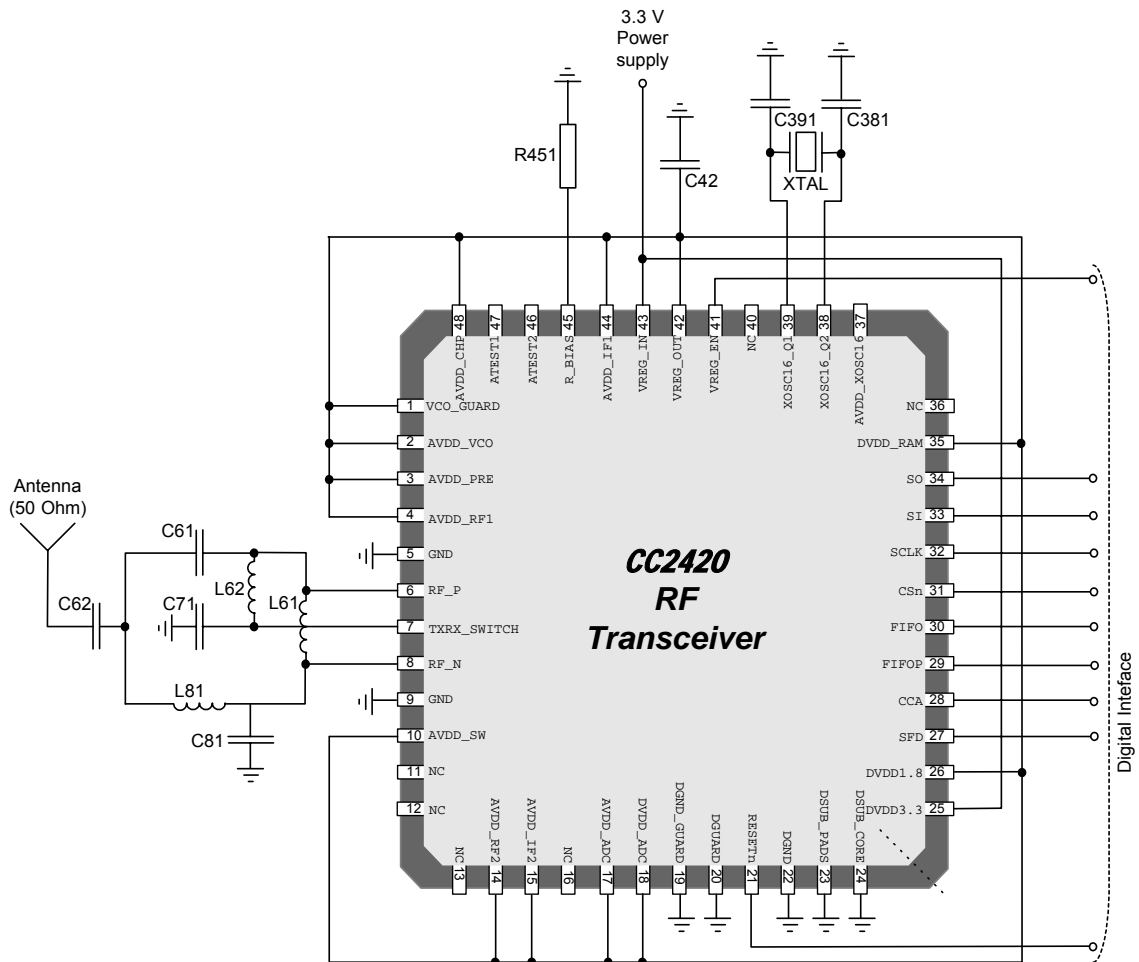 3.3 V
Power
supply
C391
C381
R451
C42
XTAL
48
47
46
45
44
43
42
41
40
39
38
37
AVDD_CHP
ATEST1
ATEST2
R_BIAS
AVDD_IF1
VREG_IN
VREG_OUT
VREG_EN
NC
XOSC16_Q1
XOSC16_Q2
AVDD_XOSC16
1 VCO_GUARD
2 AVDD_VCO
3 AVDD_PRE
4 AVDD_RF1
5 GND
6 RF_P
7 TXRX_SWITCH
8 RF_N
9 GND
10 AVDD_SW
11 NC
12 NC
Antenna
(50 Ohm)
C61
L62
L61
C62
C71
L81
C81
CC2420
RF
Transceiver
NC 36
DVDD_RAM 35
SO 34
SI 33
SCLK 32
CSn 31
FIFO 30
FIFOP 29
CCA 28
SFD 27
DVDD1.8 26
DVDD3.3 25
Digital Inteface
NC
AVDD_RF2
AVDD_IF2
NC
AVDD_ADC
DVDD_ADC
DGND_GUARD
DGUARD
RESETn
DGND
DSUB_PADS
DSUB_CORE
13
14
15
16
17
18
19
20
21
22
23
24